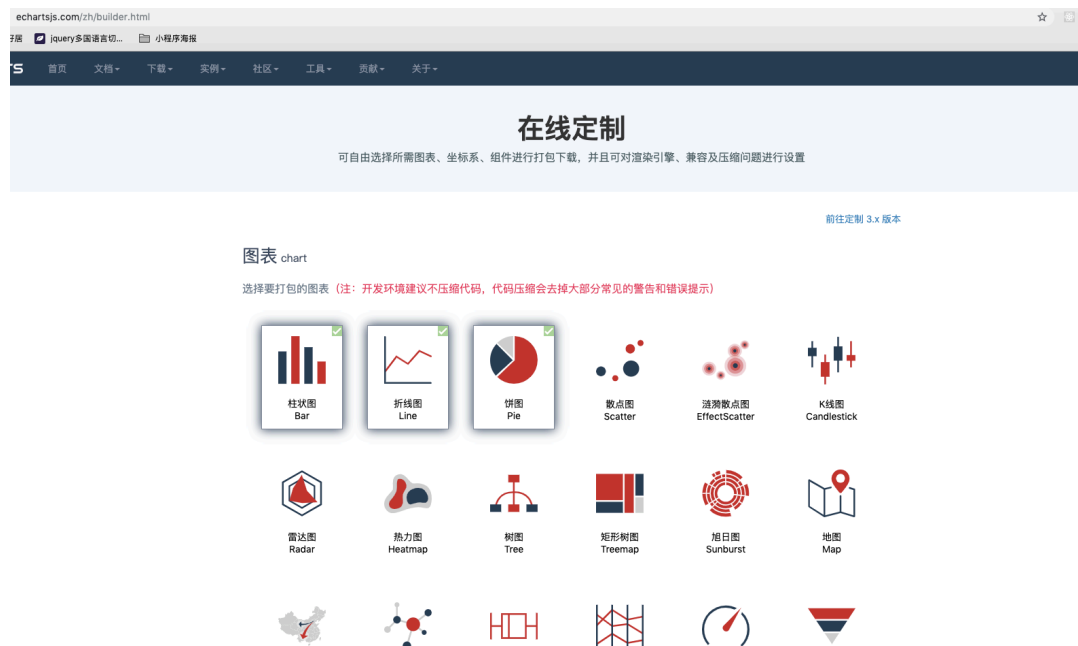 echartsjs.com/zh/builder.html
好居 jquery多国语言切... 小程序海报
TS 首页 文档 下载 实例 社区 工具 贡献 关于
在线定制
可自由选择所需图表、坐标系、组件进行打包下载，并且可对渲染引擎、兼容及压缩问题进行设置
前往定制 3.x 版本
图表 chart
选择要打包的图表（注：开发环境建议不压缩代码，代码压缩会去掉大部分常见的警告和错误提示）
柱状图 折线图 饼图 散点图 涟漪散点图 K线图
Bar Line Pie Scatter EffectScatter Candlestick
雷达图 热力图 树图 矩形树图 旭日图 地图
Radar Heatmap Tree Treemap Sunburst Map